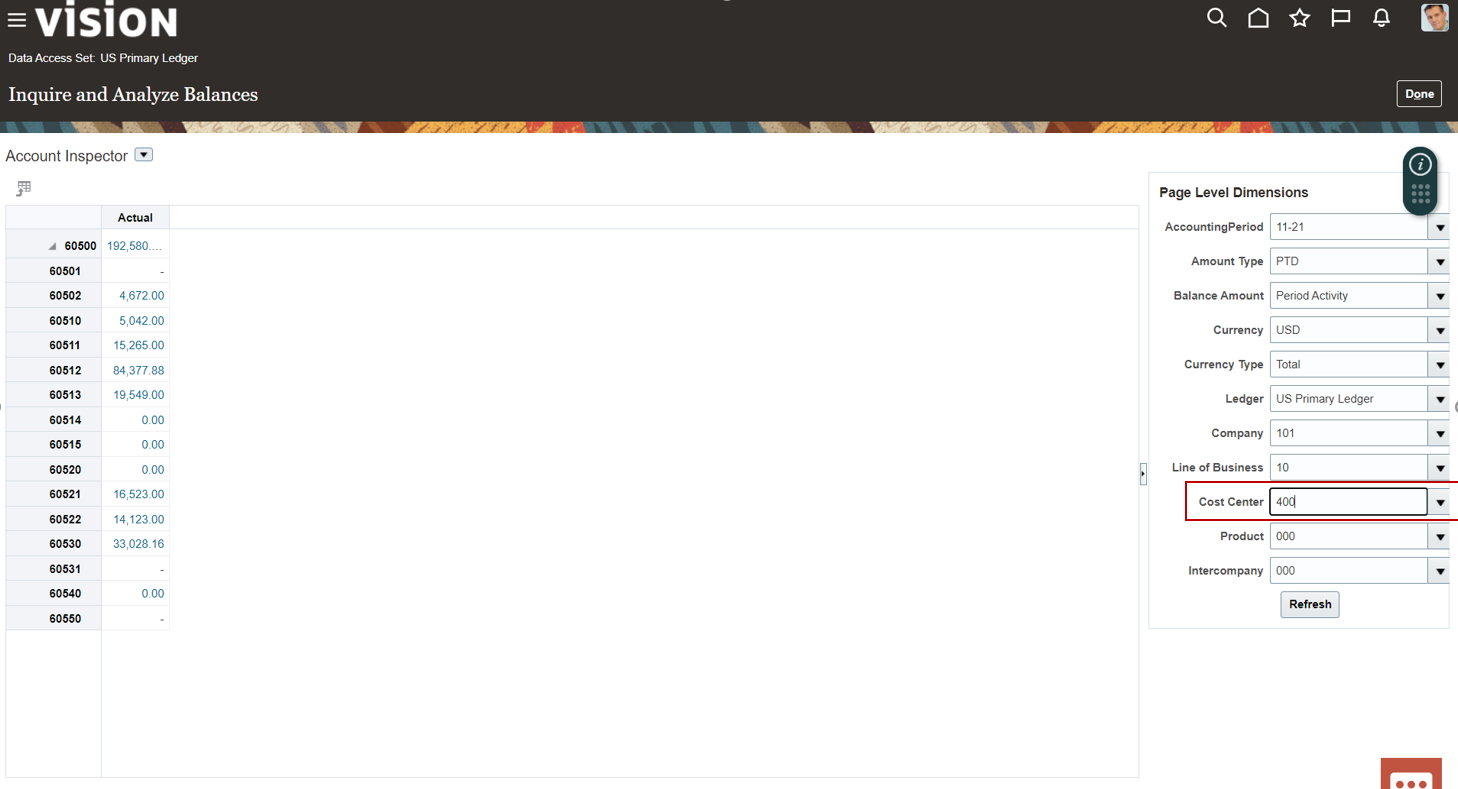 vision
Data Access Set: US Primary Ledger
Inquire and Analyze Balances
Done
Account Inspector
Actual
60500 192,580....
60501 -
60502 4,672.00
60510 5,042.00
60511 15,265.00
60512 84,377.88
60513 19,549.00
60514 0.00
60515 0.00
60520 0.00
60521 16,523.00
60522 14,123.00
60530 33,028.16
60531 -
60540 0.00
60550 -
Page Level Dimensions
AccountingPeriod 11-21
Amount Type PTD
Balance Amount Period Activity
Currency USD
Currency Type Total
Ledger US Primary Ledger
Company 101
Line of Business 10
Cost Center 400
Product 000
Intercompany 000
Refresh